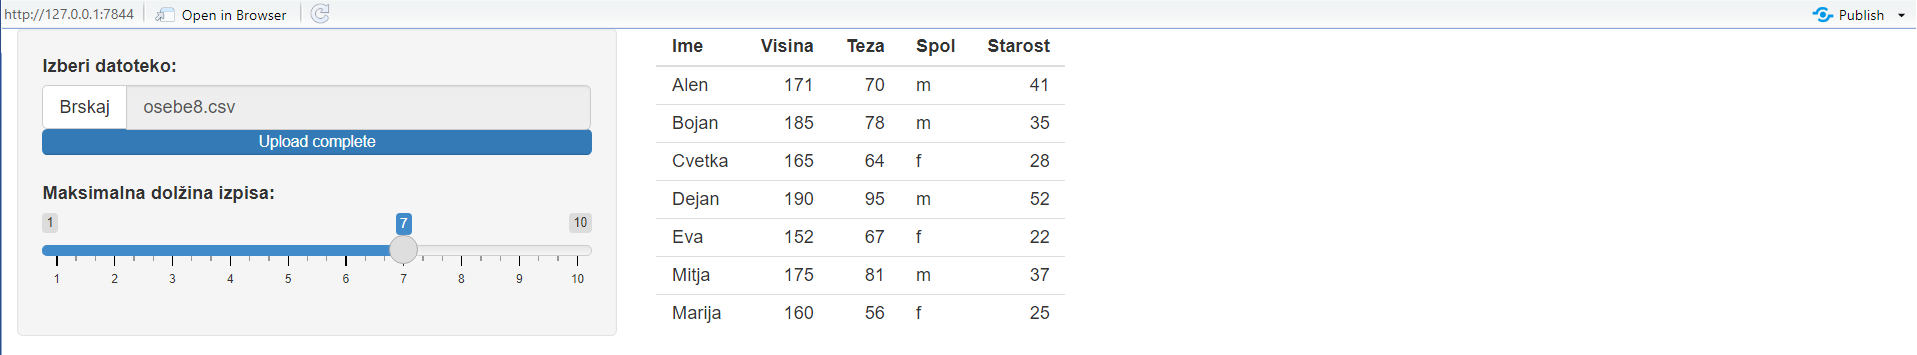 http://127.0.0.1:7844 Open in Browser Publish
Izberi datoteko:
Brskaj osebe8.csv
Upload complete
Maksimalna dolžina izpisa:
1 7 10
1 2 3 4 5 6 7 8 9 10
Ime Visina Teza Spol Starost
Alen 171 70 m 41
Bojan 185 78 m 35
Cvetka 165 64 f 28
Dejan 190 95 m 52
Eva 152 67 f 22
Mitja 175 81 m 37
Marija 160 56 f 25